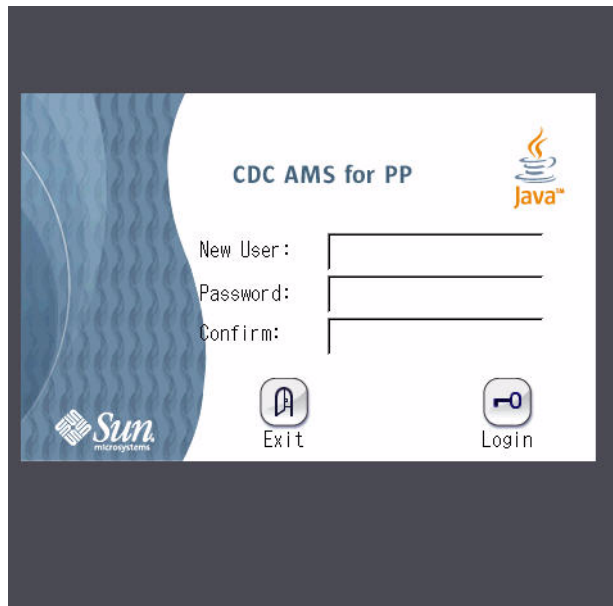 CDC AMS for PP
Java™
New User:
Password:
Confirm:
Sun
microsystems
Exit
Login